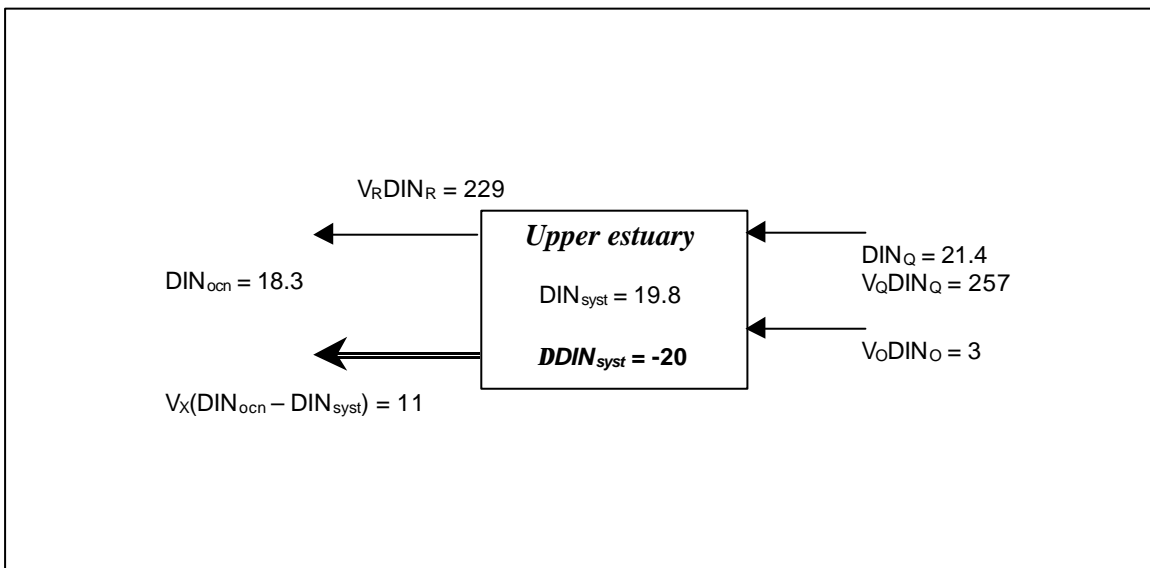 VRDINR = 229
Upper estuary
DINocn = 18.3
DINsyst = 19.8
DINQ = 21.4
VQDINQ = 257
DDINsyst = -20
VODINO = 3
VX(DINocn – DINsyst) = 11